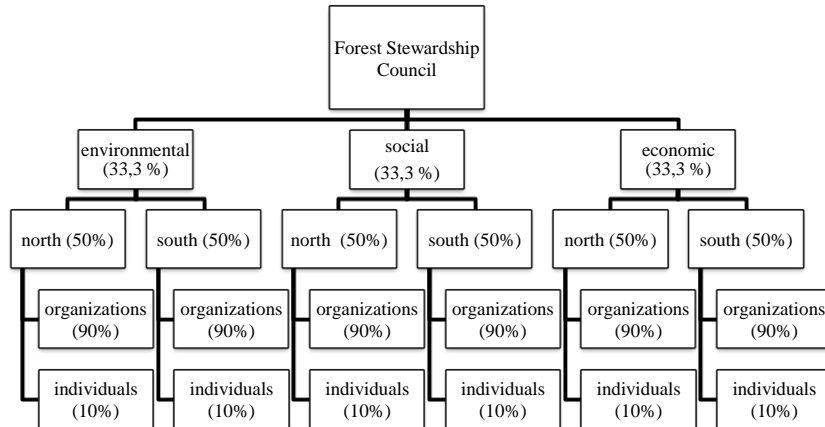 Forest Stewardship
Council
environmental
(33,3 %)
social
(33,3 %)
economic
(33,3 %)
north (50%)
south (50%)
north (50%)
south (50%)
north (50%)
south (50%)
organizations
(90%)
organizations
(90%)
organizations
(90%)
organizations
(90%)
organizations
(90%)
organizations
(90%)
individuals
(10%)
individuals
(10%)
individuals
(10%)
individuals
(10%)
individuals
(10%)
individuals
(10%)